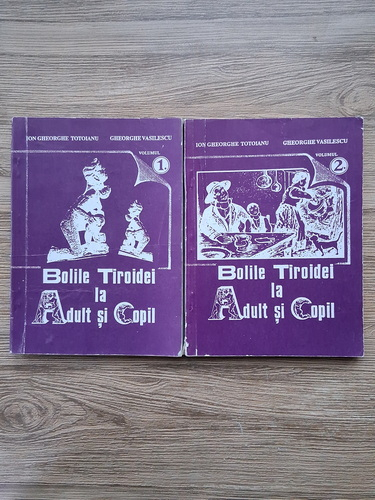 ION GHEORGHE TOTOIANU GHEORGHE VASILESCU
VOLUMUL
1.
Bolile Tiroidei
la
Adult și Copil
ION GHEORGHE TOTOIANU GHEORGHE VASILESCU
VOLUMUL
2.
Bolile Tiroidei
la
Adult și Copil